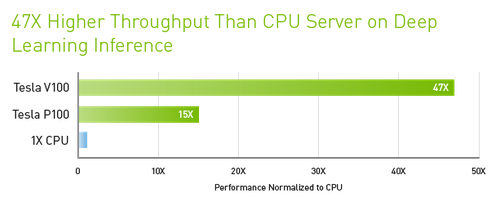 47X Higher Throughput Than CPU Server on Deep
Learning Inference
Tesla V100
47X
Tesla P100
15X
1X CPU
0 10X 20X 30X 40X 50X
Performance Normalized to CPU